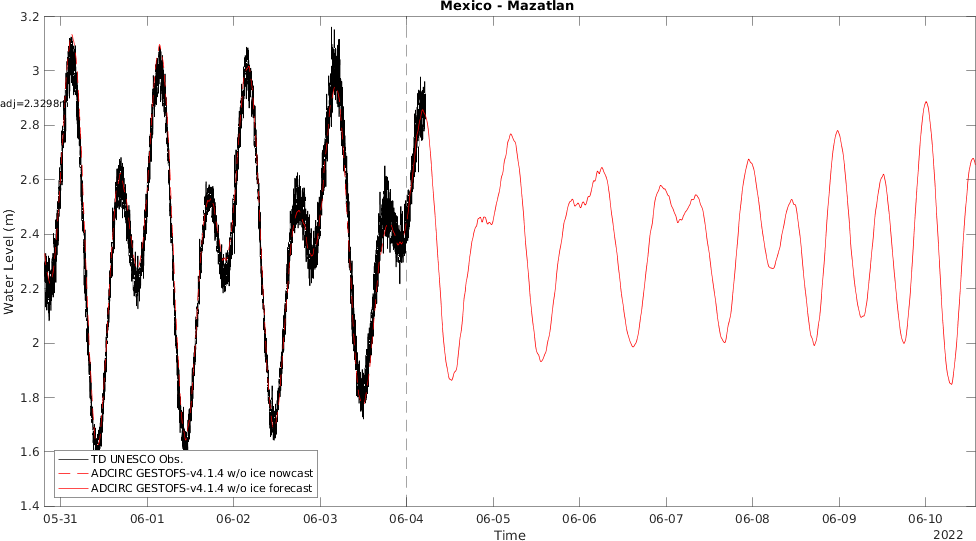 Mexico - Mazatlan
3.2
3
adj=2.3298m
2.8
2.6
2.4
2.2
2
1.8
1.6
1.4
Water Level (m)
TD UNESCO Obs.
ADCIRC GESTOFS-v4.1.4 w/o ice nowcast
ADCIRC GESTOFS-v4.1.4 w/o ice forecast
05-31 06-01 06-02 06-03 06-04 06-05 06-06 06-07 06-08 06-09 06-10
Time
2022